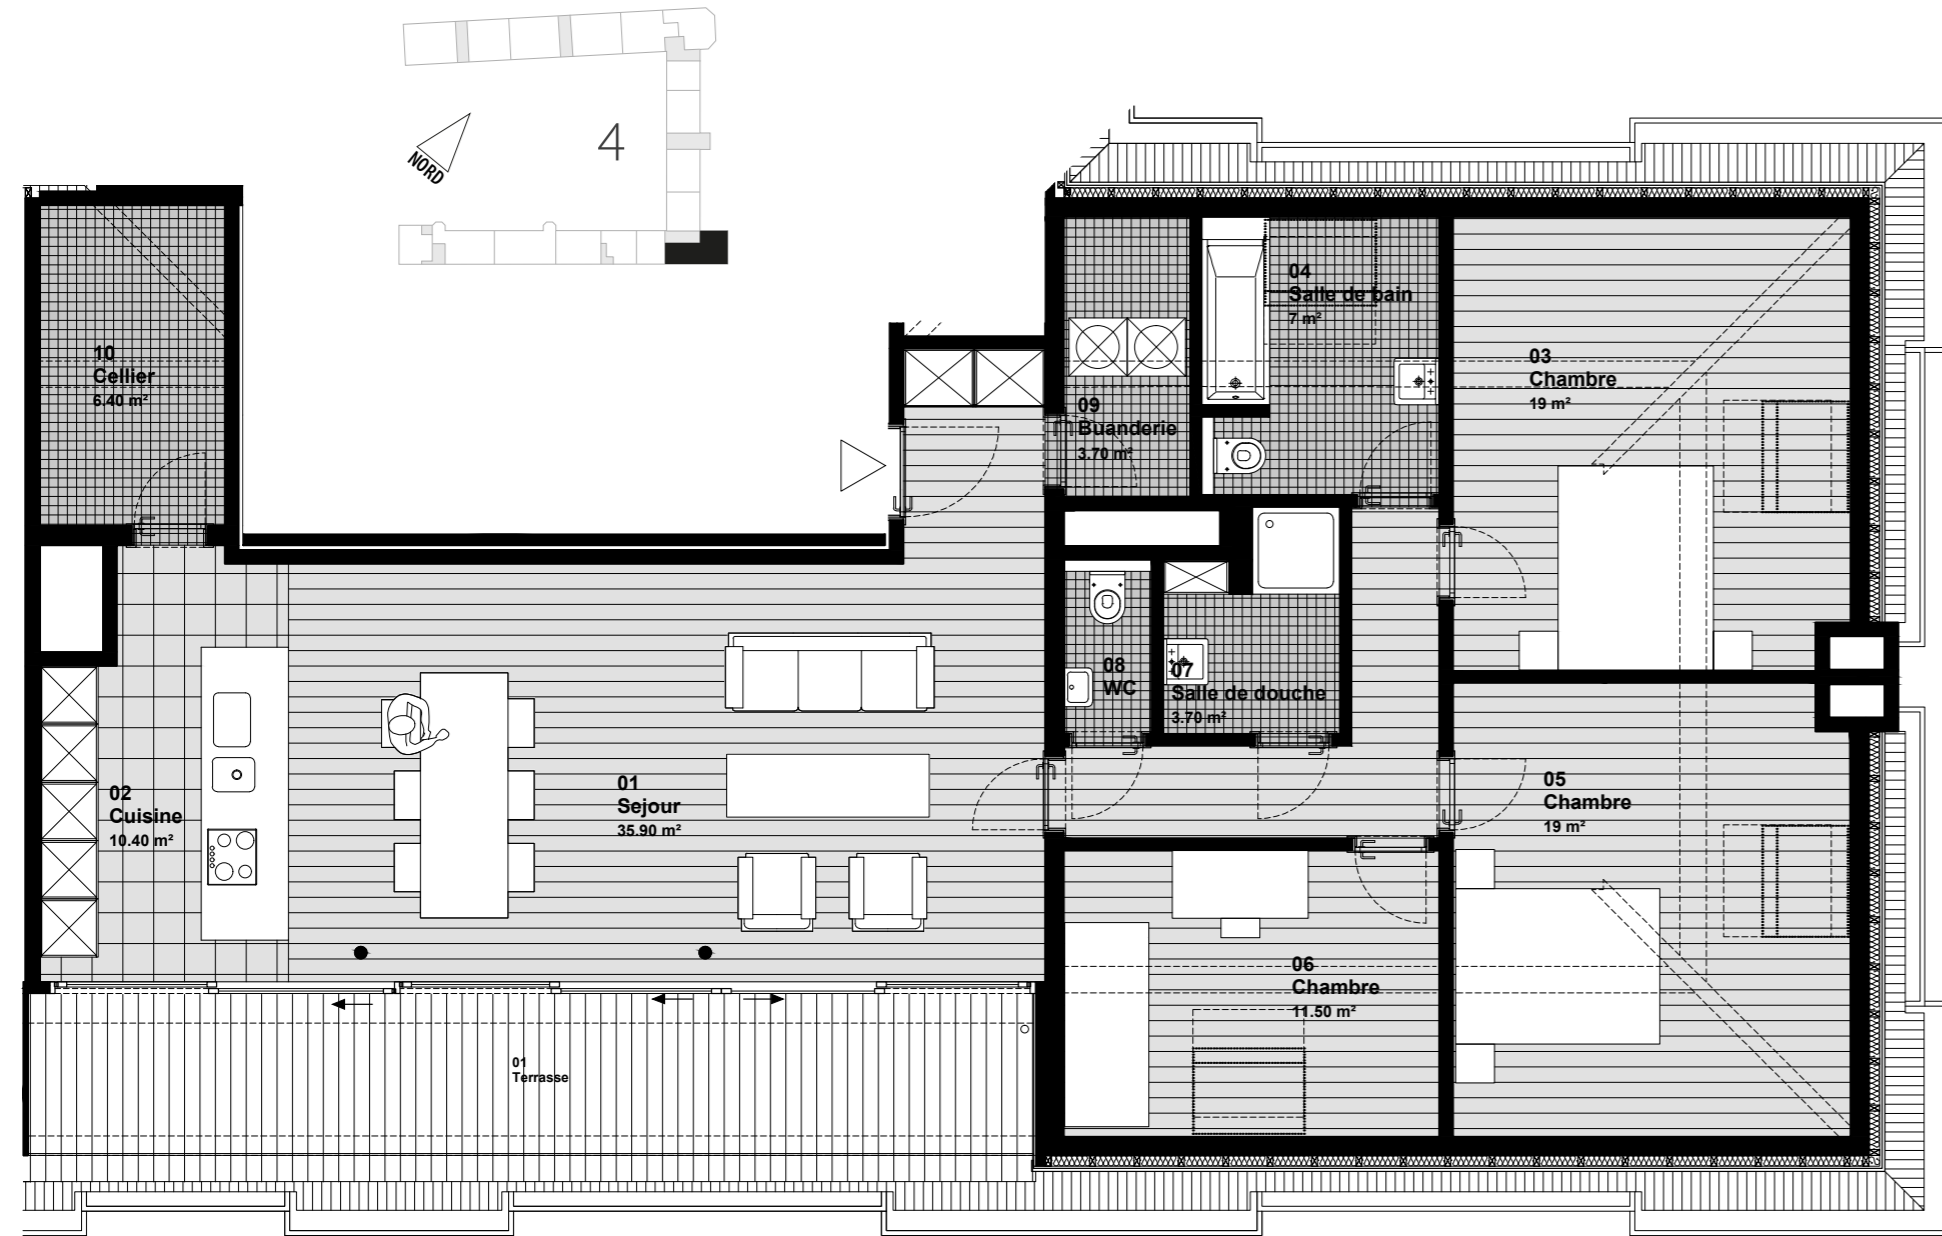 4
NORD
10
Cellier
6.40 m²
04
Salle de bain
7 m²
03
Chambre
19 m²
09
Buanderie
3.70 m²
08
WC
07
Salle de douche
3.70 m²
02
Cuisine
10.40 m²
01
Sejour
35.90 m²
05
Chambre
19 m²
06
Chambre
11.50 m²
01
Terrasse